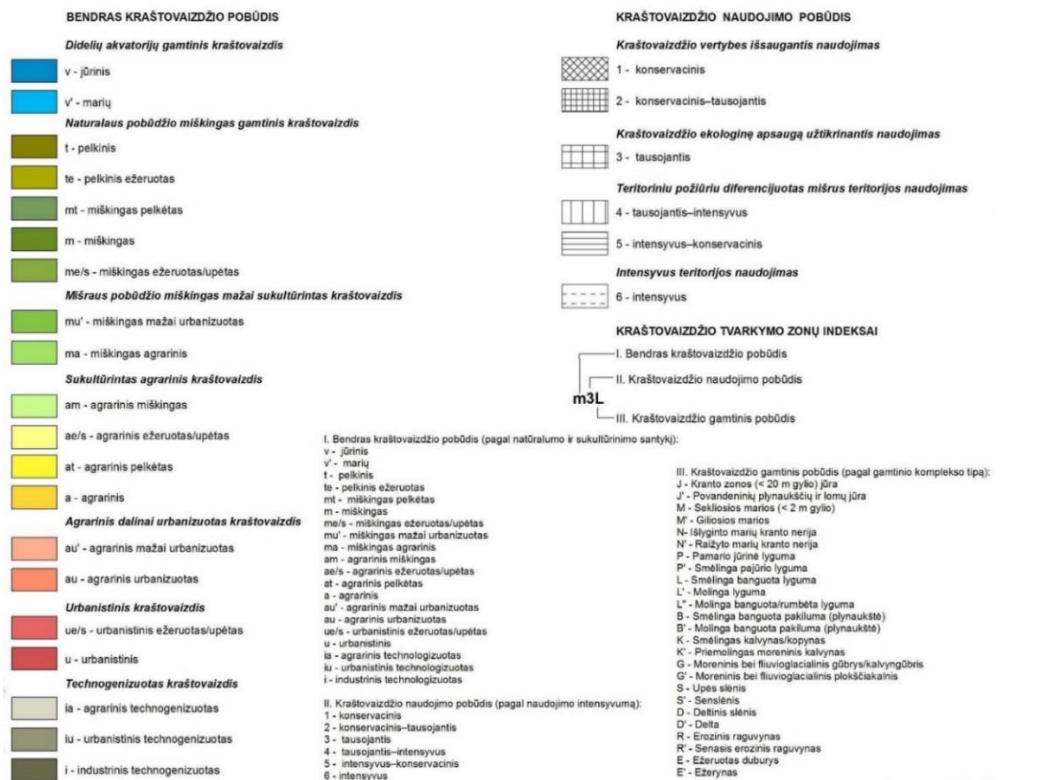 BENDRAS KRAŠTOVAIZDŽIO POBŪDIS
Didelių akvatorijų gamtinis kraštovaizdis
v - jūrinis
v' - marių
Naturalaus pobūdžio miškingas gamtinis kraštovaizdis
t - pelkinis
te - pelkinis ežeruotas
mt - miškingas pelkėtas
m - miškingas
me/s - miškingas ežeruotas/upėtas
Mišraus pobūdžio miškingas mažai sukultūrintas kraštovaizdis
mu' - miškingas mažai urbanizuotas
ma - miškingas agrarinis
Sukultūrintas agrarinis kraštovaizdis
am - agrarinis miškingas
ae/s - agrarinis ežeruotas/upėtas
at - agrarinis pelkėtas
a - agrarinis
Agrarinis dalinai urbanizuotas kraštovaizdis
au' - agrarinis mažai urbanizuotas
au - agrarinis urbanizuotas
Urbanistinis kraštovaizdis
ue/s - urbanistinis ežeruotas/upėtas
u - urbanistinis
Technogenizuotas kraštovaizdis
ia - agrarinis technogenizuotas
iu - urbanistinis technogenizuotas
i - industrinis technogenizuotas
KRAŠTOVAIZDŽIO NAUDOJIMO POBŪDIS
Kraštovaizdžio vertybes išsaugantis naudojimas
1 - konservacinis
2 - konservacinis–tausojantis
Kraštovaizdžio ekologinę apsaugą užtikrinantis naudojimas
3 - tausojantis
Teritoriniu požiūriu diferencijuotas mišrus teritorijos naudojimas
4 - tausojantis–intensyvus
5 - intensyvus–konservacinis
Intensyvus teritorijos naudojimas
6 - intensyvus
KRAŠTOVAIZDŽIO TVARKYMO ZONŲ INDEKSAI
I. Bendras kraštovaizdžio pobūdis
II. Kraštovaizdžio naudojimo pobūdis
m3L
III. Kraštovaizdžio gamtinis pobūdis
I. Bendras kraštovaizdžio pobūdis (pagal natūralumo ir sukultūrinimo santykį):
v - jūrinis
v' - marių
t - pelkinis
te - pelkinis ežeruotas
mt - miškingas pelkėtas
m - miškingas
me/s - miškingas ežeruotas/upėtas
mu' - miškingas mažai urbanizuotas
ma - miškingas agrarinis
am - agrarinis miškingas
ae/s - agrarinis ežeruotas/upėtas
at - agrarinis pelkėtas
a - agrarinis
au' - agrarinis mažai urbanizuotas
au - agrarinis urbanizuotas
ue/s - urbanistinis ežeruotas/upėtas
u - urbanistinis
ia - agrarinis technologizuotas
iu - urbanistinis technologizuotas
i - industrinis technologizuotas
II. Kraštovaizdžio naudojimo pobūdis (pagal naudojimo intensyvumą):
1 - konservacinis
2 - konservacinis–tausojantis
3 - tausojantis
4 - tausojantis–intensyvus
5 - intensyvus–konservacinis
6 - intensyvus
III. Kraštovaizdžio gamtinis pobūdis (pagal gamtinio komplekso tipą):
J - Kranto zonos (< 20 m gylio) jūra
J' - Povandeninių plynaukščių ir lomų jūra
M - Sekliosios marios (< 2 m gylio)
M' - Giliosios marios
N- Išlyginto marių kranto nerija
N' - Raižyto marių kranto nerija
P - Pamario jūrinė lyguma
P' - Smėlinga pajūrio lyguma
L - Smėlinga banguota lyguma
L' - Molinga lyguma
L" - Molinga banguota/rumbėta lyguma
B - Smėlinga banguota pakiluma (plynaukštė)
B' - Molinga banguota pakiluma (plynaukštė)
K - Smėlingas kalvynas/kopynas
K' - Priemolingas moreninis kalvynas
G - Moreninis bei fliuvioglacialinis gūbrys/kalvyngūbris
G' - Moreninis bei fliuvioglacialinis plokščiakalnis
S - Upės slėnis
S' - Senslėnis
D - Deltinis slėnis
D' - Delta
R - Erozinis raguvynas
R' - Senasis erozinis raguvynas
E - Ežeruotas duburys
E' - Ežerynas